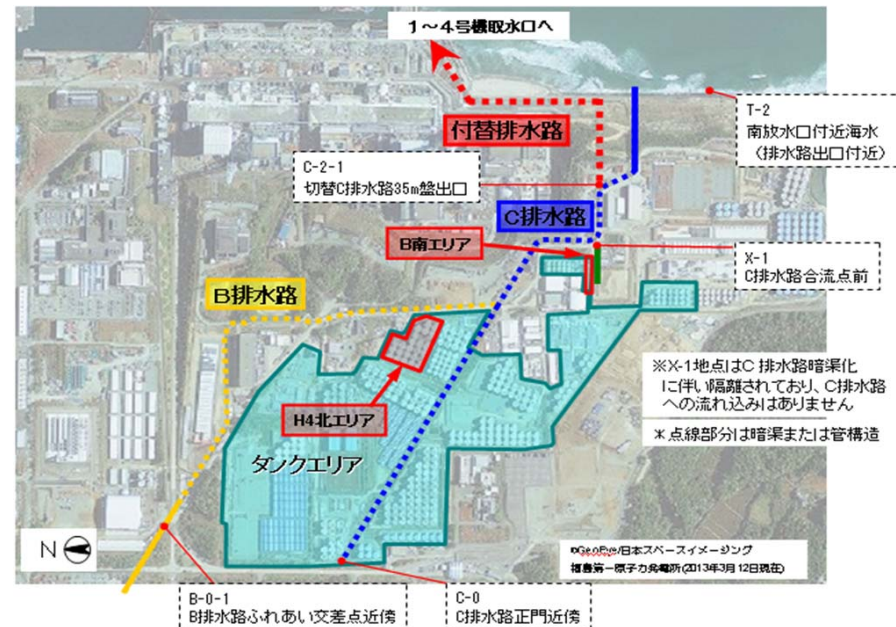 1～4号機取水口へ
付替排水路
T-2
南放水口付近海水
（排水路出口付近）
C-2-1
切替C排水路35m盤出口
C排水路
B南エリア
X-1
C排水路合流点前
B排水路
※X-1地点はC排水路暗渠化
に伴い隔離されており、C排水路
への流れ込みはありません
＊点線部分は暗渠または管構造
H4北エリア
タンクエリア
N
©GeoEye/日本スペースイメージング
福島第一原子力発電所(2013年3月12日現在)
B-0-1
B排水路ふれあい交差点近傍
C-0
C排水路正門近傍